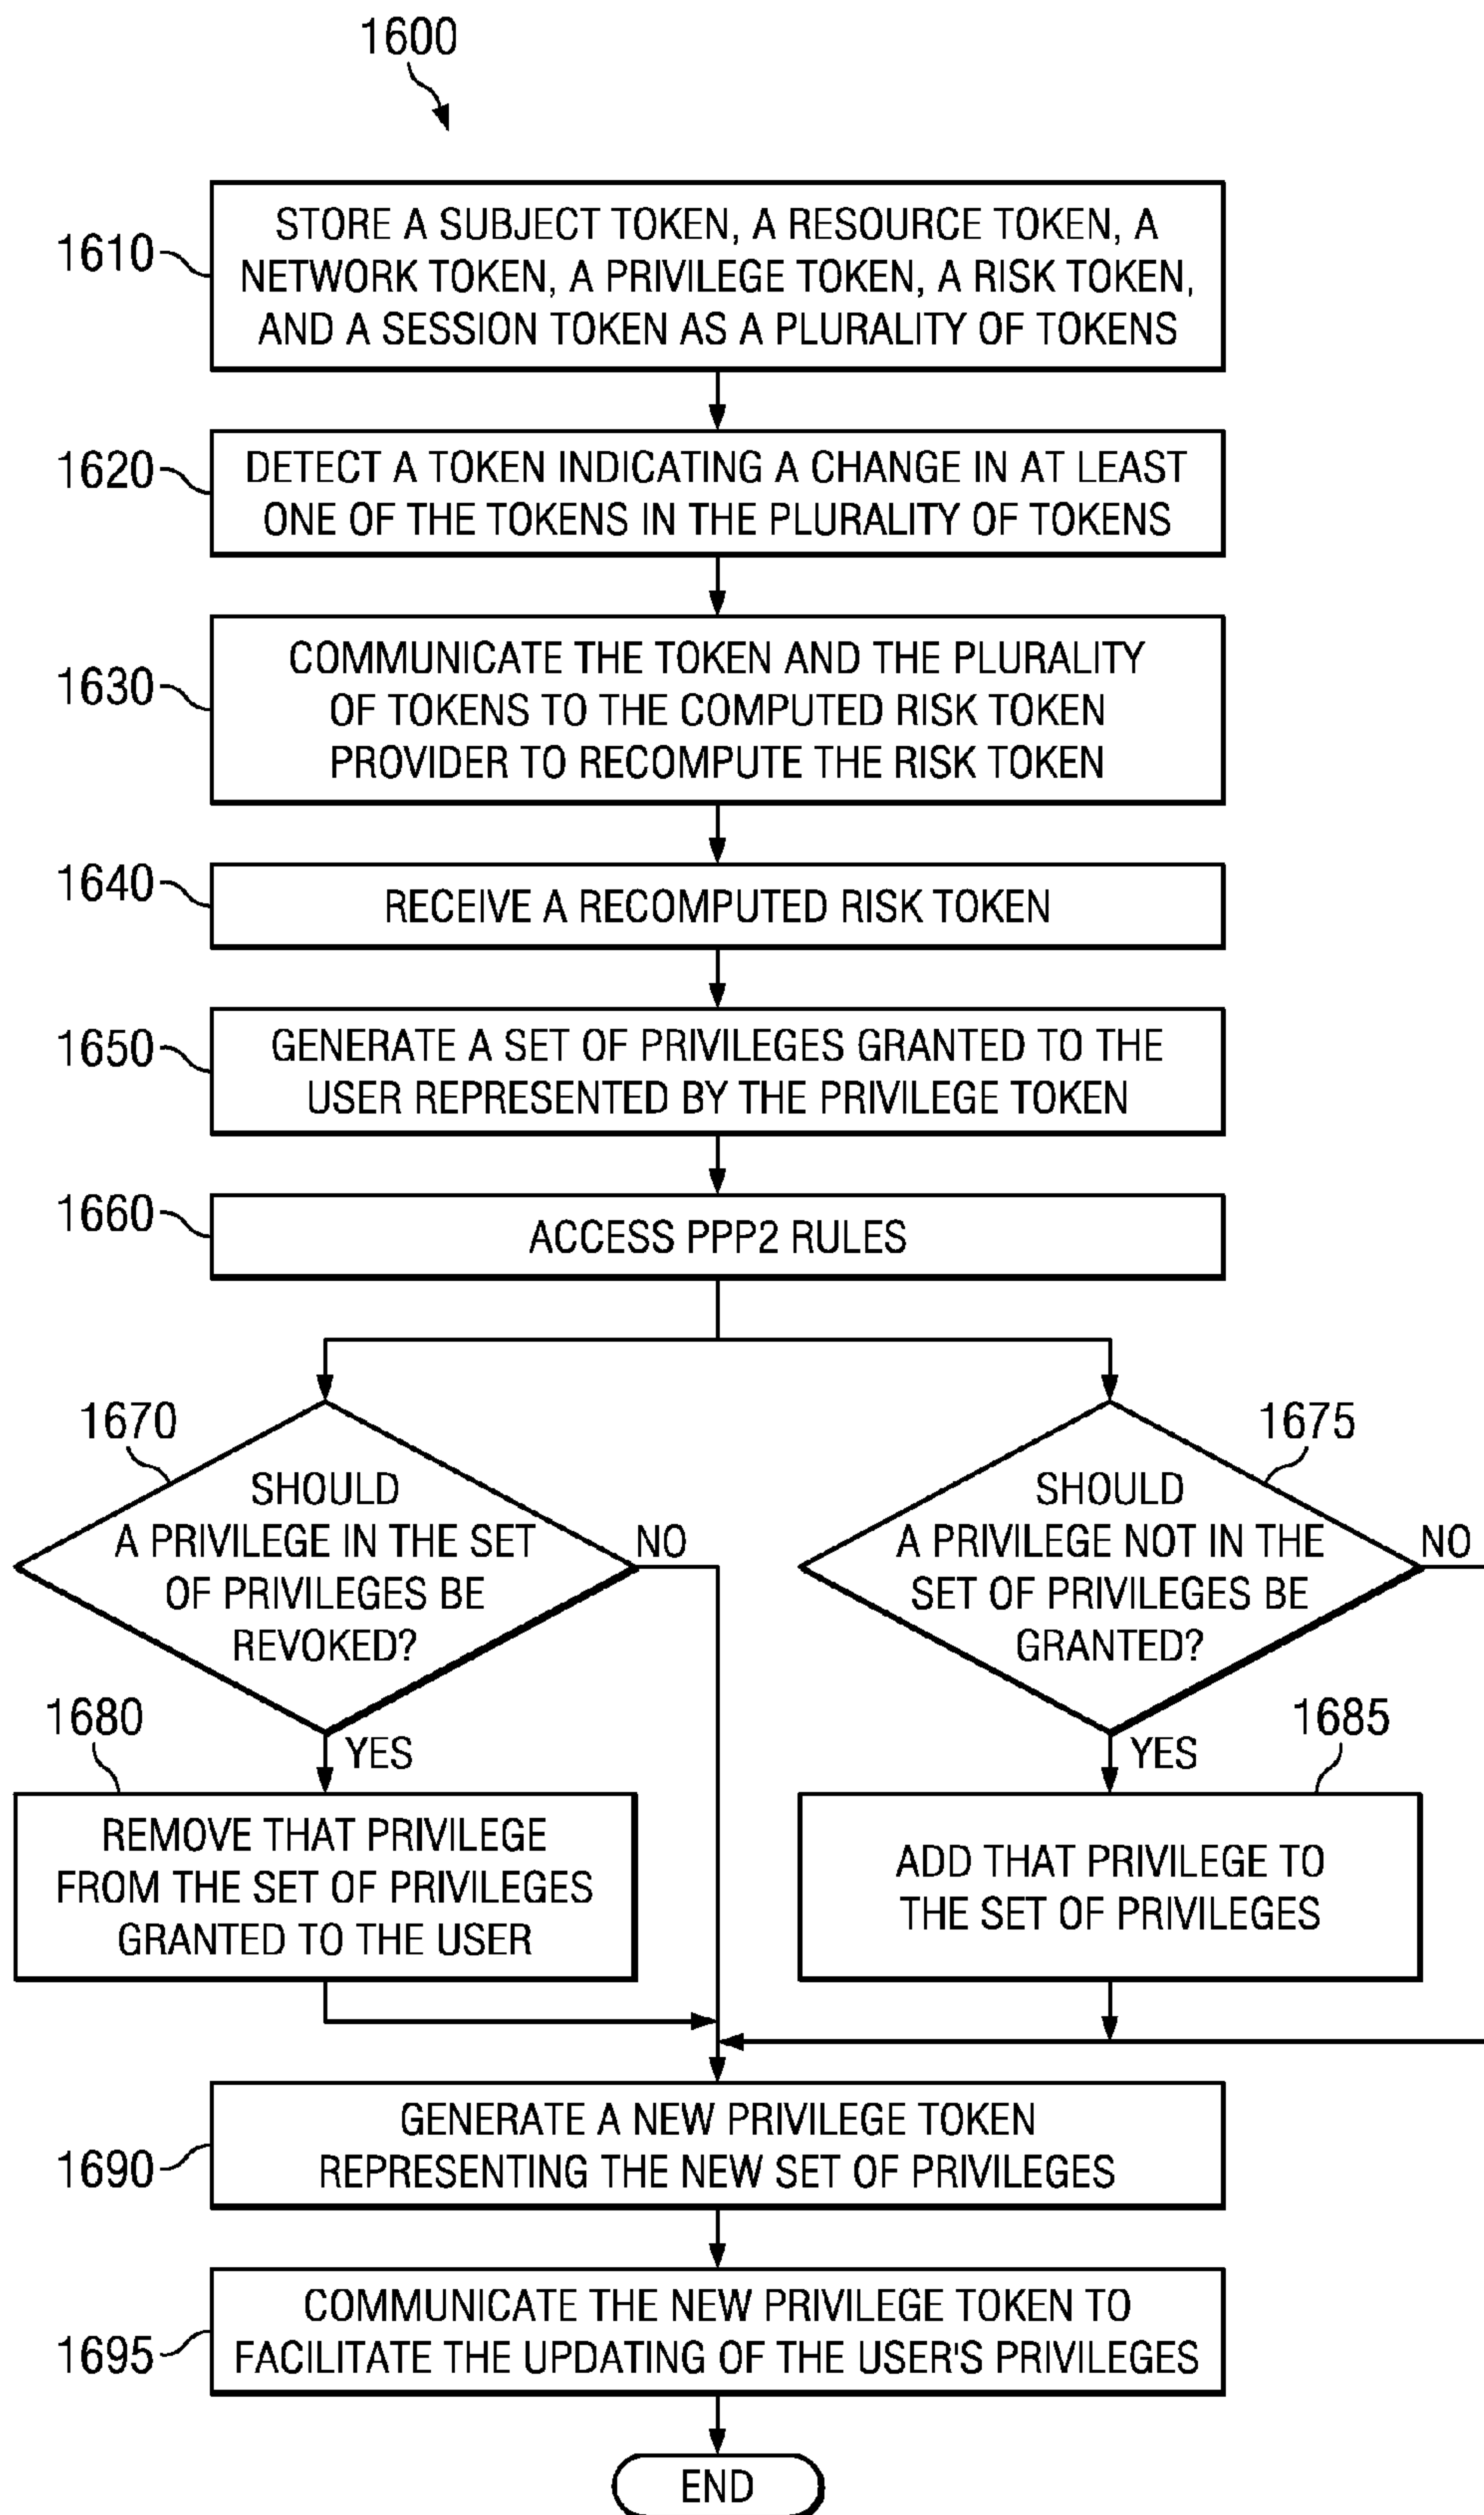 1600
1610
STORE A SUBJECT TOKEN, A RESOURCE TOKEN, A
NETWORK TOKEN, A PRIVILEGE TOKEN, A RISK TOKEN,
AND A SESSION TOKEN AS A PLURALITY OF TOKENS
1620
DETECT A TOKEN INDICATING A CHANGE IN AT LEAST
ONE OF THE TOKENS IN THE PLURALITY OF TOKENS
1630
COMMUNICATE THE TOKEN AND THE PLURALITY
OF TOKENS TO THE COMPUTED RISK TOKEN
PROVIDER TO RECOMPUTE THE RISK TOKEN
1640
RECEIVE A RECOMPUTED RISK TOKEN
1650
GENERATE A SET OF PRIVILEGES GRANTED TO THE
USER REPRESENTED BY THE PRIVILEGE TOKEN
1660
ACCESS PPP2 RULES
1670
SHOULD
A PRIVILEGE IN THE SET
OF PRIVILEGES BE
REVOKED?
NO
YES
1675
SHOULD
A PRIVILEGE NOT IN THE
SET OF PRIVILEGES BE
GRANTED?
NO
YES
1680
REMOVE THAT PRIVILEGE
FROM THE SET OF PRIVILEGES
GRANTED TO THE USER
1685
ADD THAT PRIVILEGE TO
THE SET OF PRIVILEGES
1690
GENERATE A NEW PRIVILEGE TOKEN
REPRESENTING THE NEW SET OF PRIVILEGES
1695
COMMUNICATE THE NEW PRIVILEGE TOKEN TO
FACILITATE THE UPDATING OF THE USER'S PRIVILEGES
END